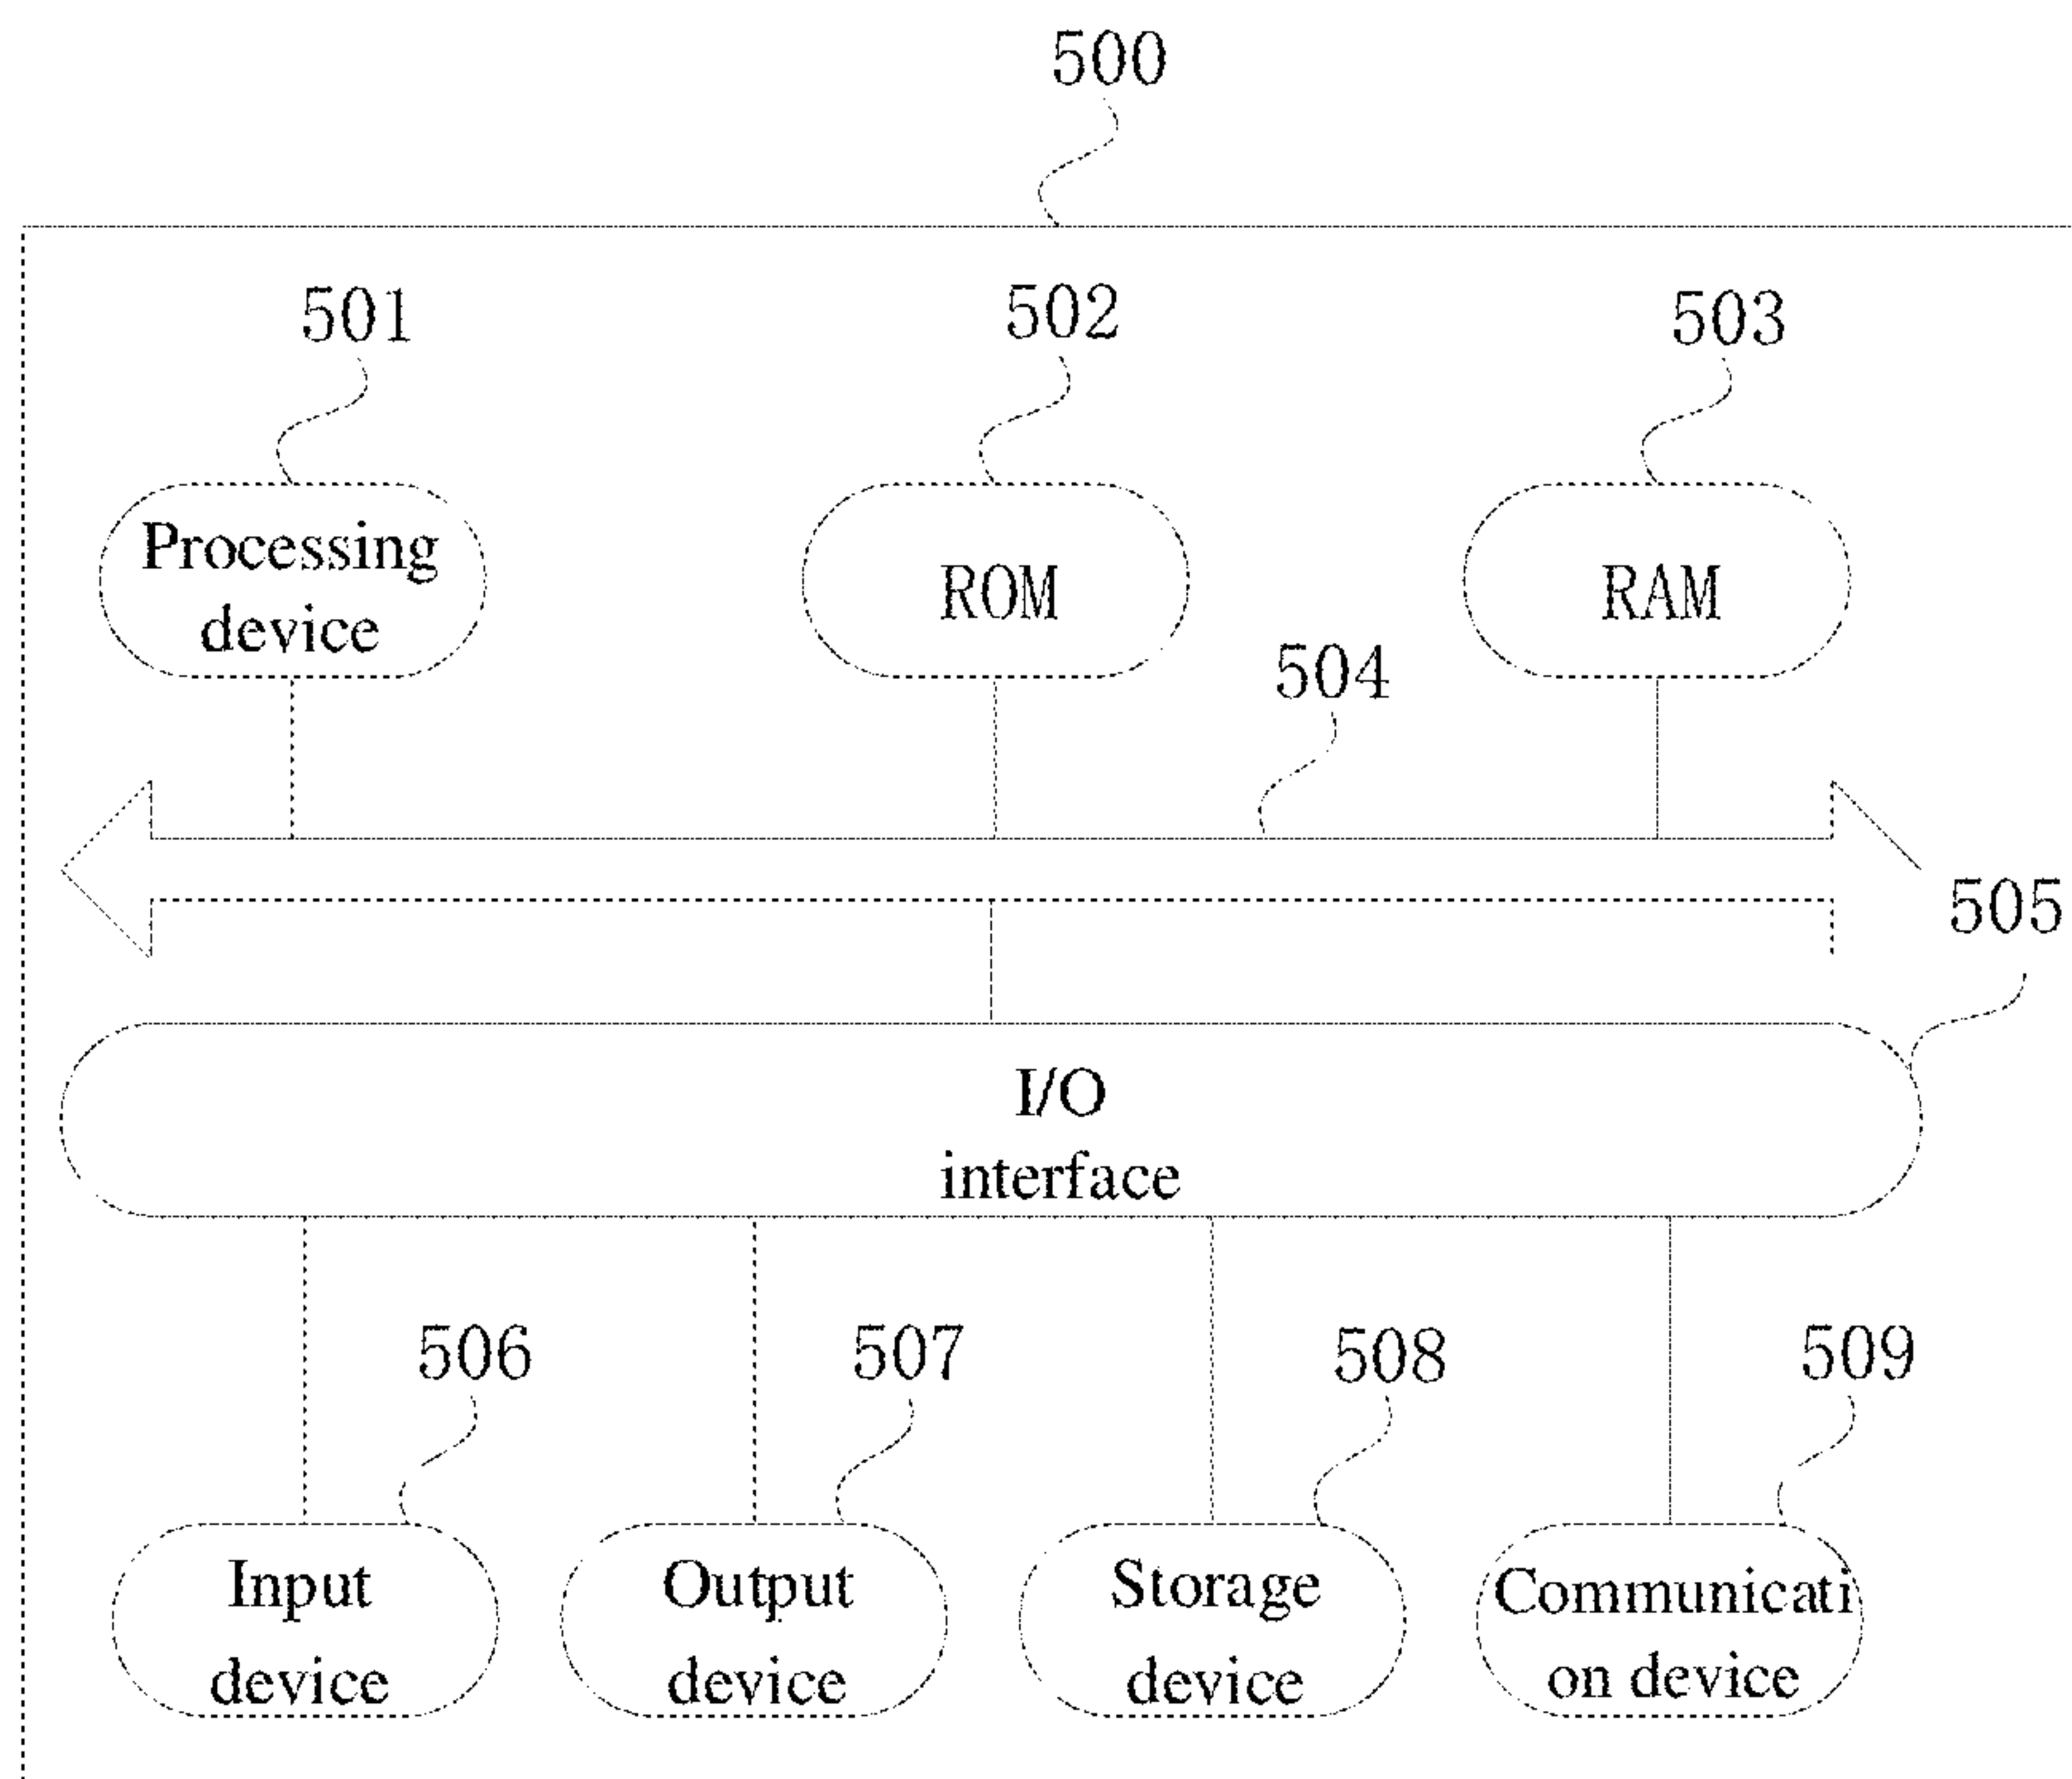 500
501
502
503
Processing
device
ROM
RAM
504
505
I/O
interface
506
507
508
509
Input
device
Output
device
Storage
device
Communicati
on device